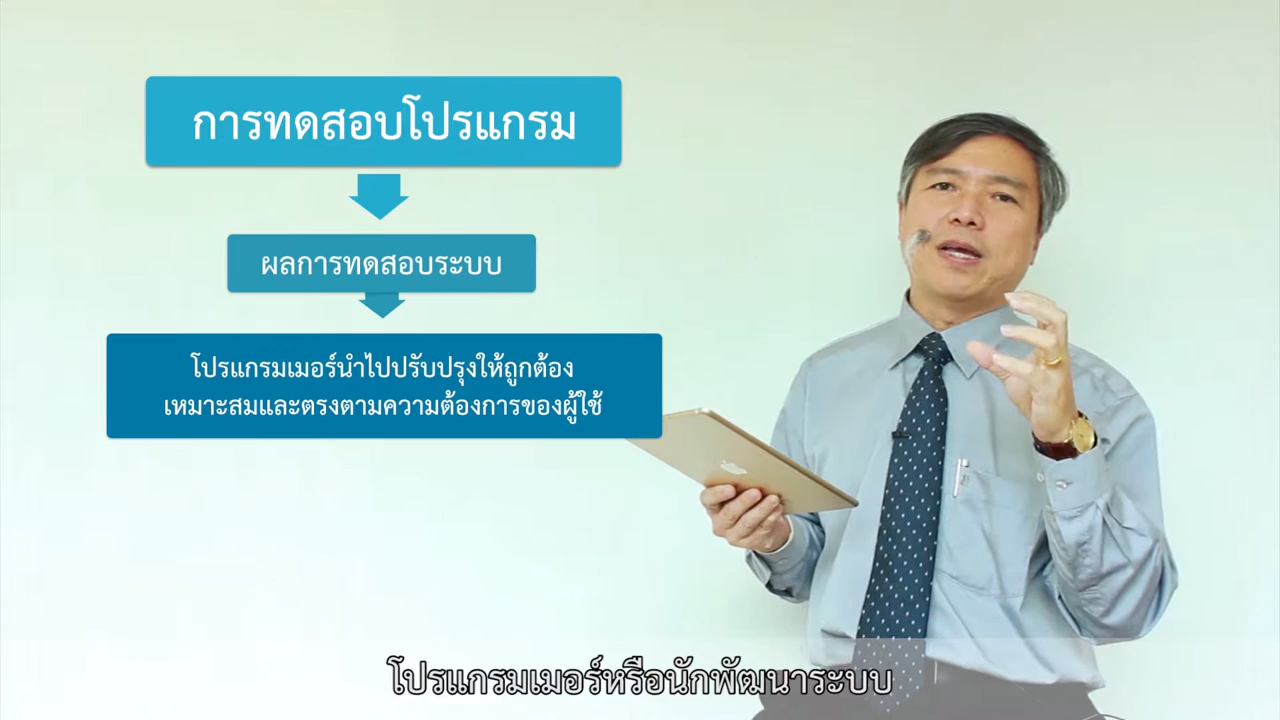 การทดสอบโปรแกรม
ผลการทดสอบระบบ
โปรแกรมเมอร์นำไปปรับปรุงให้ถูกต้อง
เหมาะสมและตรงตามความต้องการของผู้ใช้
โปรแกรมเมอร์หรือนักพัฒนาระบบ